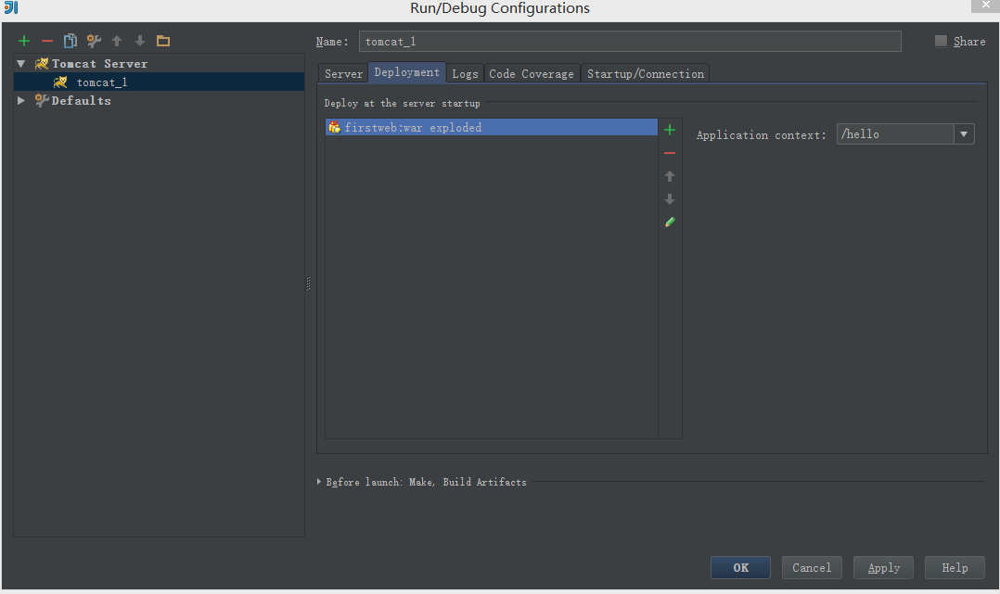 Run/Debug Configurations
Name: tomcat_1 Share
Tomcat Server
tomcat_1
Defaults
Server Deployment Logs Code Coverage Startup/Connection
Deploy at the server startup
firstweb:war exploded
Application context: /hello
Before launch: Make, Build Artifacts
OK Cancel Apply Help